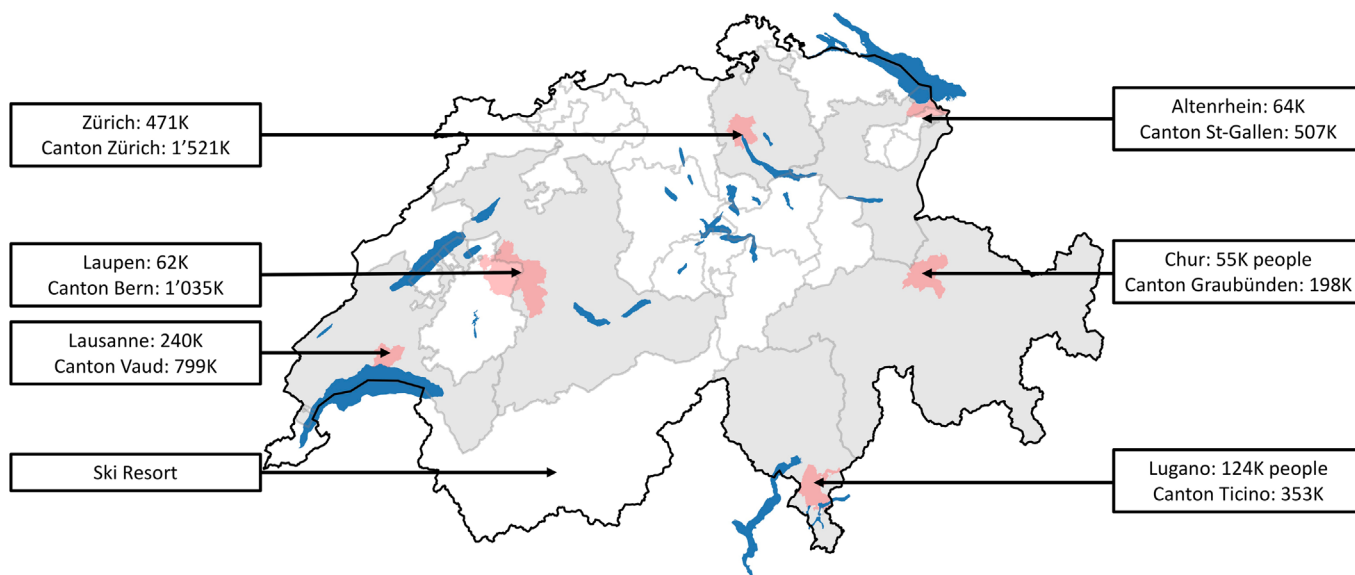 Zürich: 471K
Canton Zürich: 1’521K
Laupen: 62K
Canton Bern: 1’035K
Lausanne: 240K
Canton Vaud: 799K
Ski Resort
Altenrhein: 64K
Canton St-Gallen: 507K
Chur: 55K people
Canton Graubünden: 198K
Lugano: 124K people
Canton Ticino: 353K